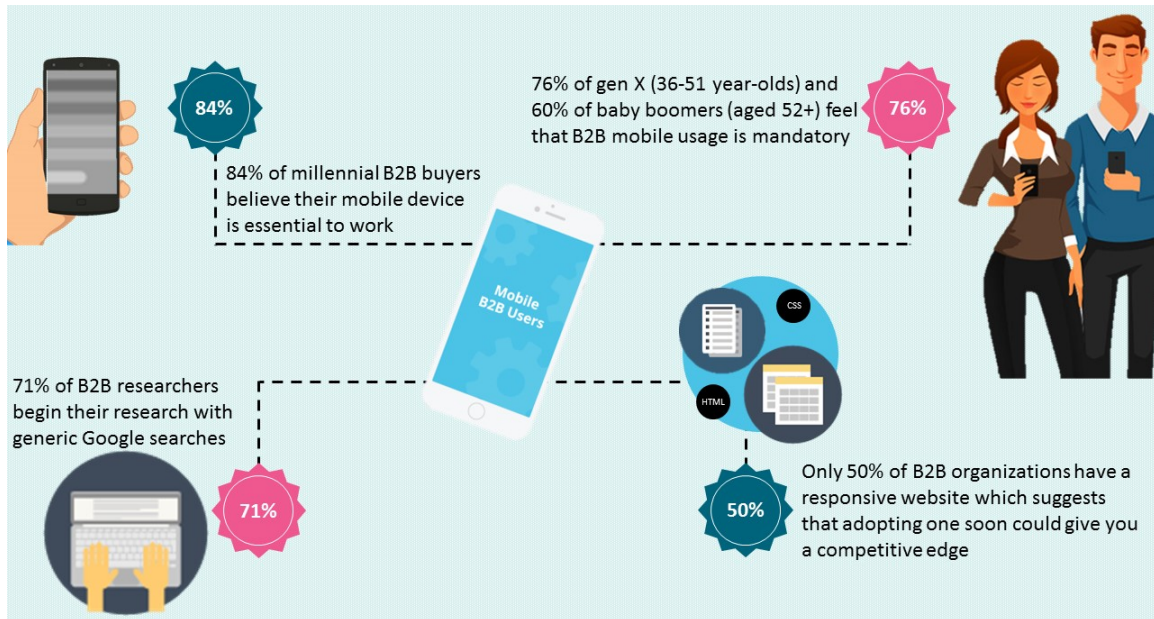 84%
84% of millennial B2B buyers
believe their mobile device
is essential to work
76% of gen X (36-51 year-olds) and
60% of baby boomers (aged 52+) feel
that B2B mobile usage is mandatory
76%
Mobile
B2B Users
CSS
HTML
71% of B2B researchers
begin their research with
generic Google searches
71%
50%
Only 50% of B2B organizations have a
responsive website which suggests
that adopting one soon could give you
a competitive edge